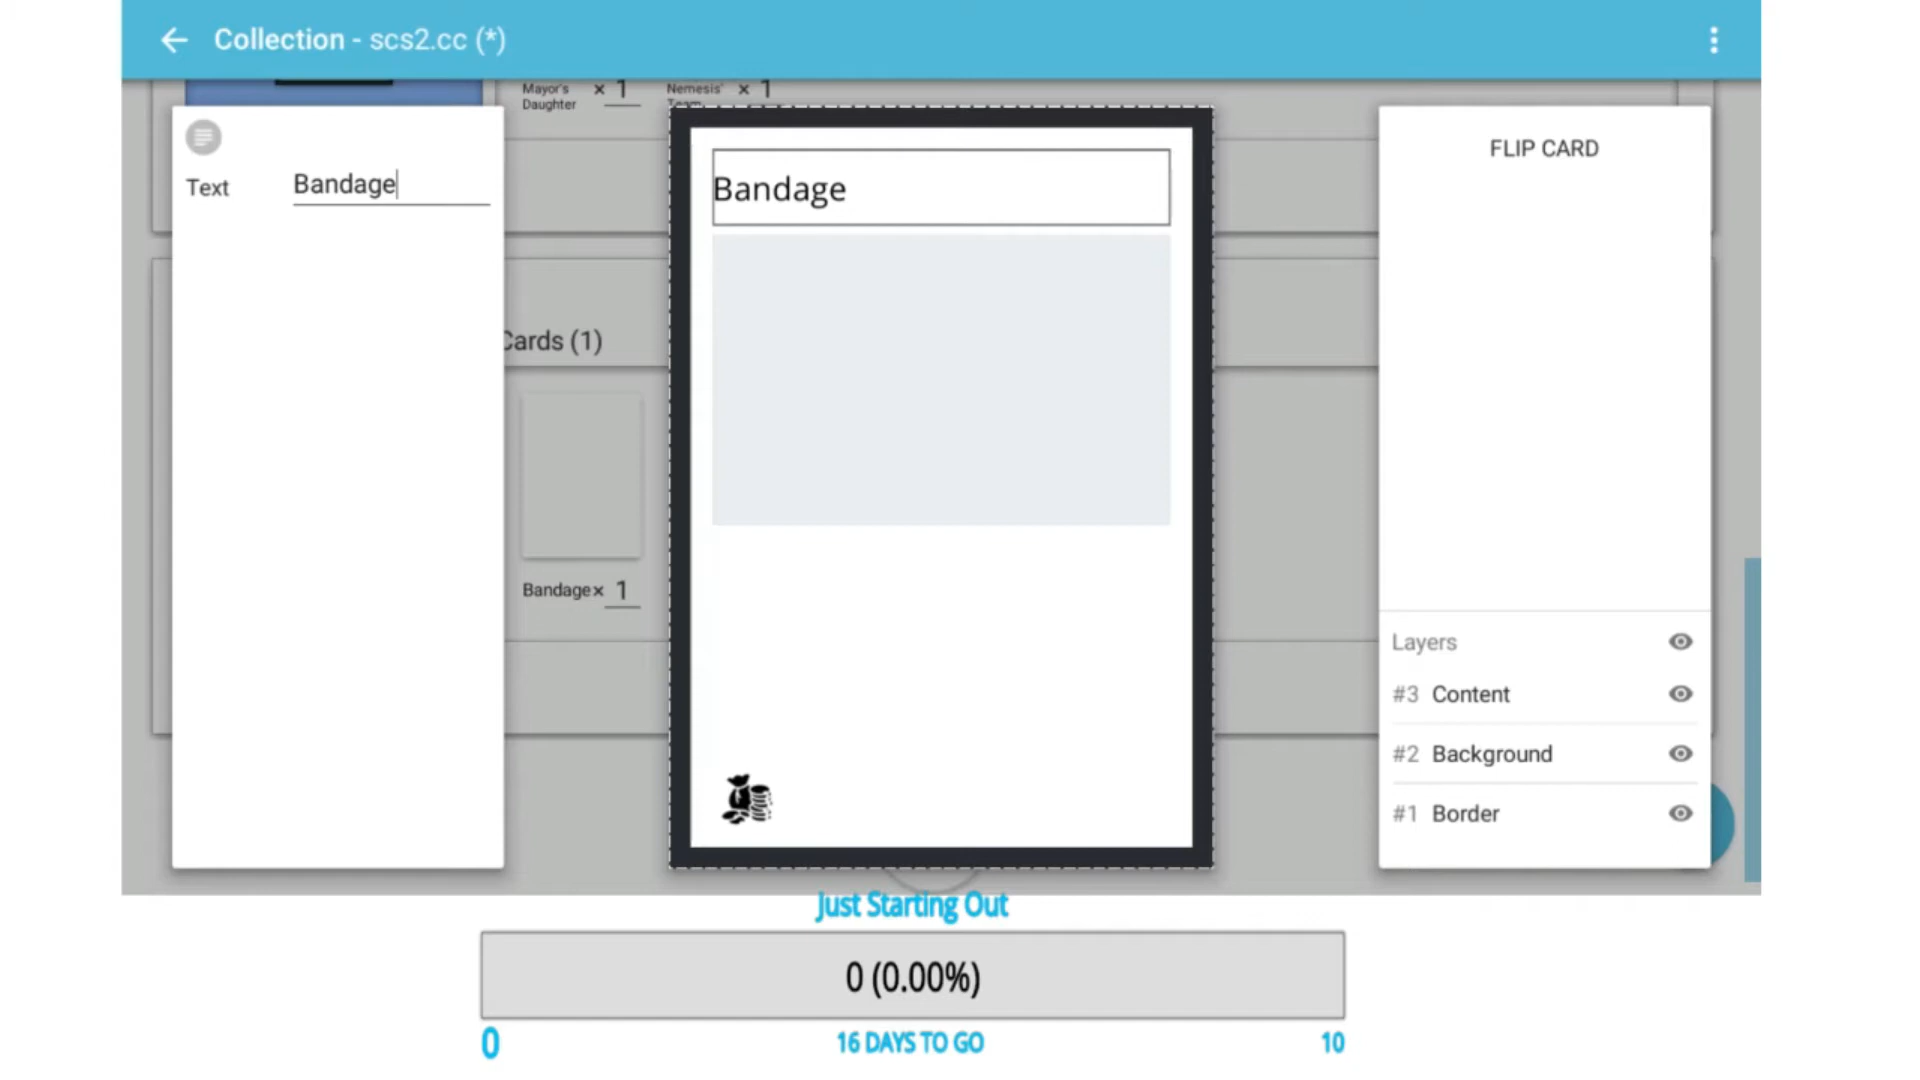 Collection - scs2.cc (*)
Mayor's
Daughter
× 1
Nemesis'
Team
× 1
Text
Bandage
Bandage
FLIP CARD
Cards (1)
Bandage× 1
Layers
#3 Content
#2 Background
#1 Border
Just Starting Out
0 (0.00%)
0
16 DAYS TO GO
10